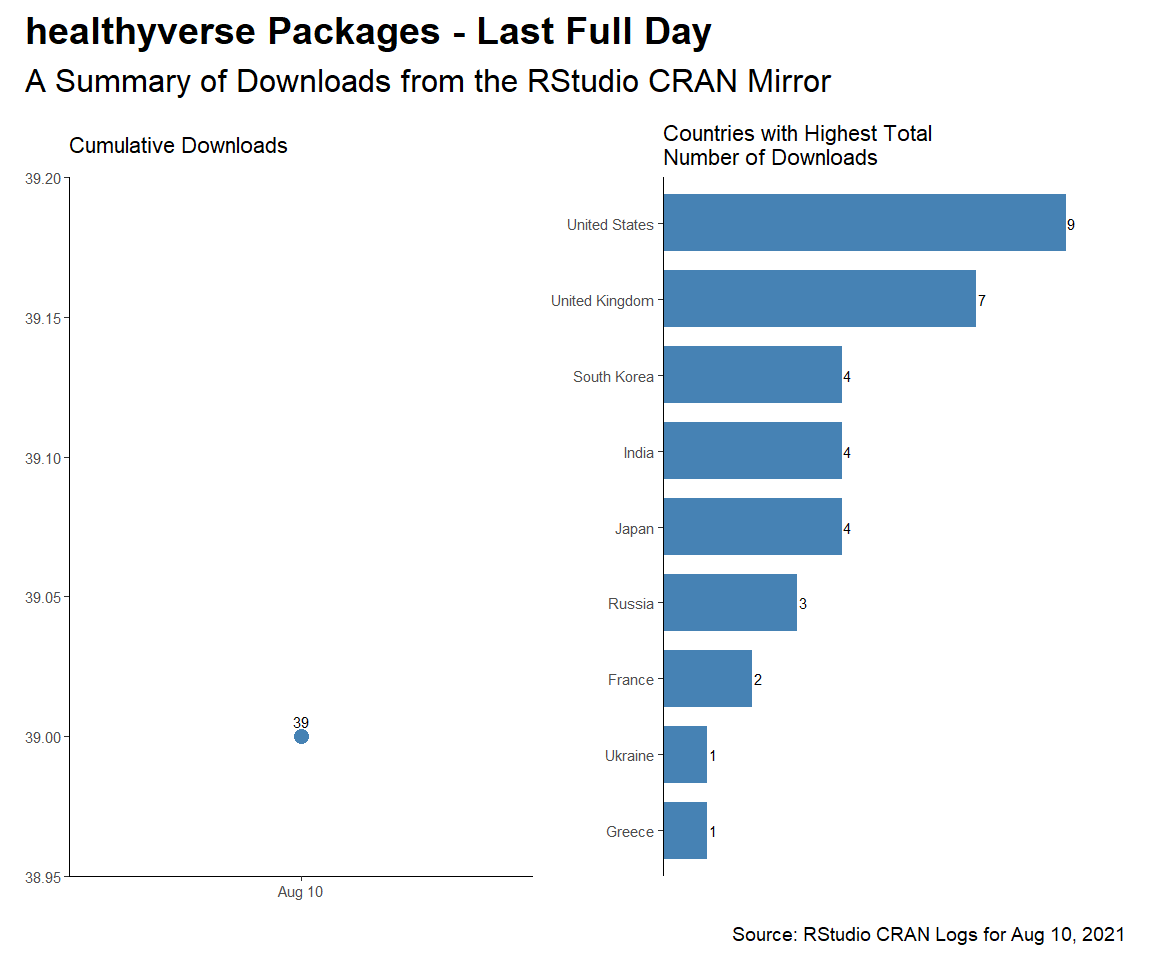 healthyverse Packages - Last Full Day
A Summary of Downloads from the RStudio CRAN Mirror
Cumulative Downloads
39.20
39.15
39.10
39.05
39.00
38.95
39
Aug 10
Countries with Highest Total
Number of Downloads
United States 9
United Kingdom 7
South Korea 4
India 4
Japan 4
Russia 3
France 2
Ukraine 1
Greece 1
Source: RStudio CRAN Logs for Aug 10, 2021